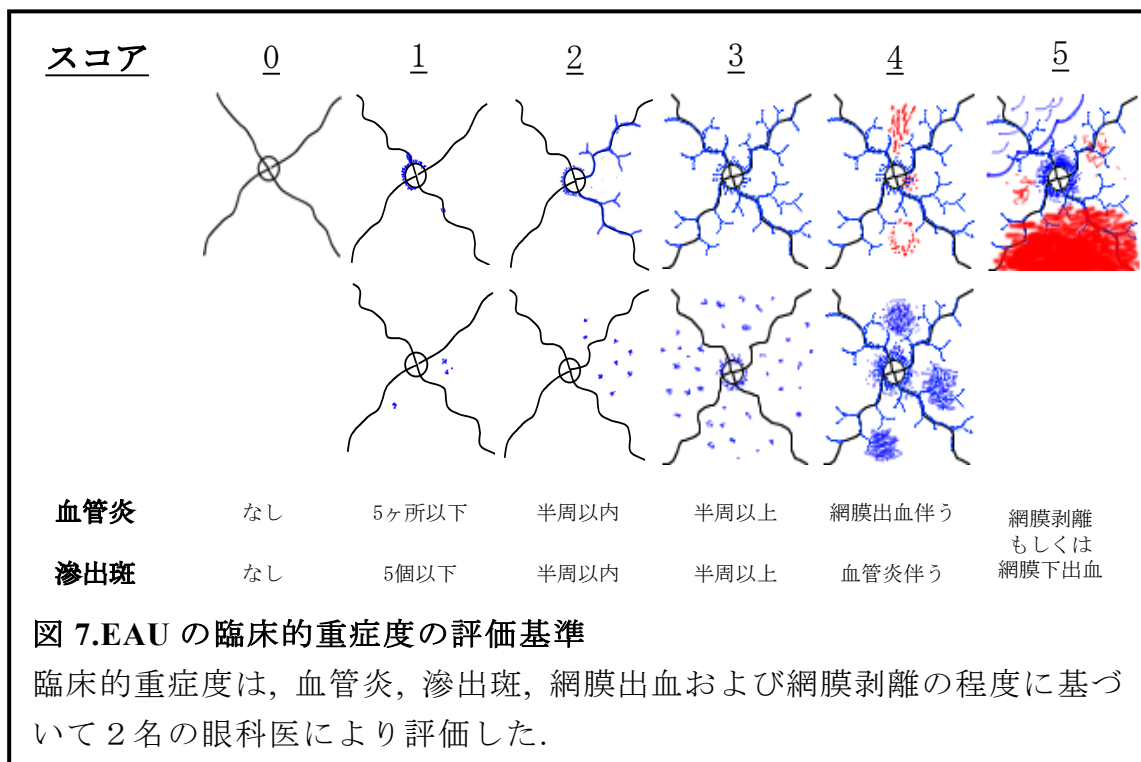 スコア 0 1 2 3 4 5
血管炎 なし 5ヶ所以下 半周以内 半周以上 網膜出血伴う
滲出斑 なし 5個以下 半周以内 半周以上 血管炎伴う
網膜剥離
もしくは
網膜下出血
図 7.EAU の臨床的重症度の評価基準
臨床的重症度は, 血管炎, 滲出斑, 網膜出血および網膜剥離の程度に基づ
いて２名の眼科医により評価した.